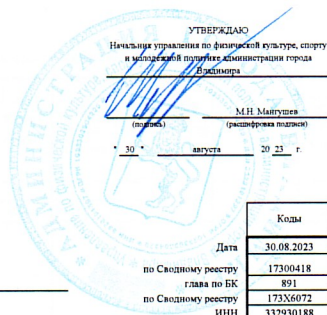 УТВЕРЖДАЮ
Начальник управления по физической культуре, спорту
и молодежной политике администрации города
Владимира
М.Н. Мангушев
(подпись) (расшифровка подписи)
" 30 " августа 20 23 г.
Коды
Дата 30.08.2023
по Сводному реестру 17300418
глава по БК 891
по Сводному реестру 173X6072
ИНН 332930188